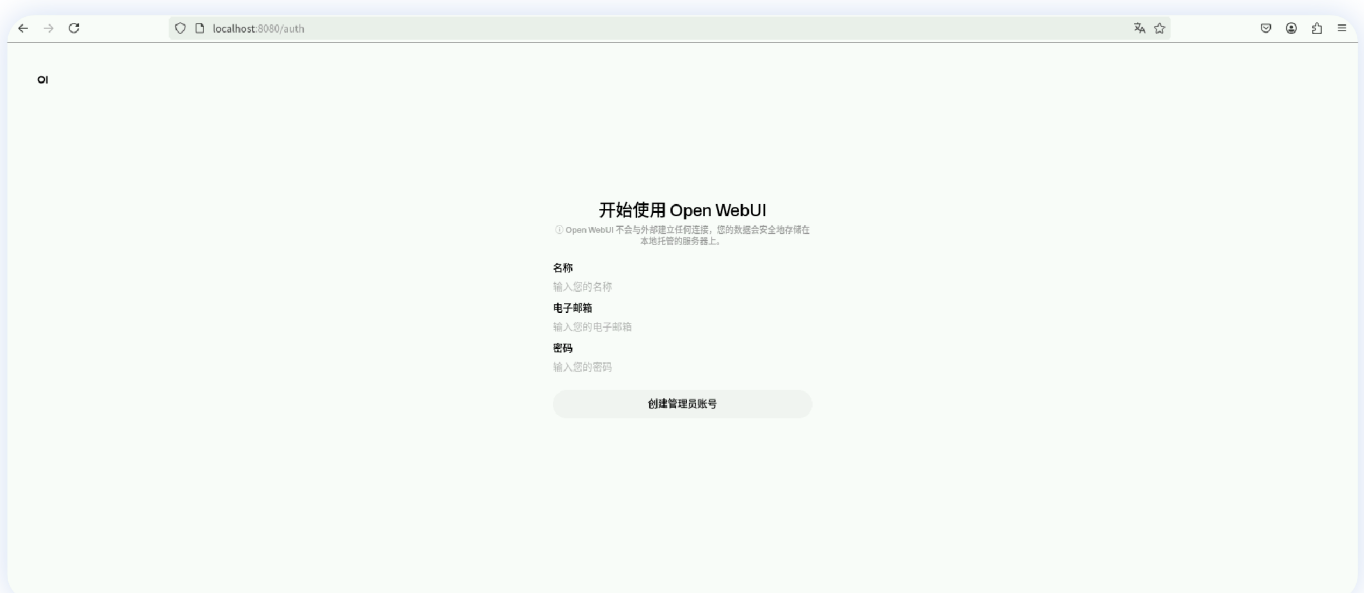 localhost:8080/auth
OI
开始使用 Open WebUI
ⓘ Open WebUI 不会与外部建立任何连接，您的数据会安全地存储在
本地托管的服务器上。
名称
输入您的名称
电子邮箱
输入您的电子邮箱
密码
输入您的密码
创建管理员账号